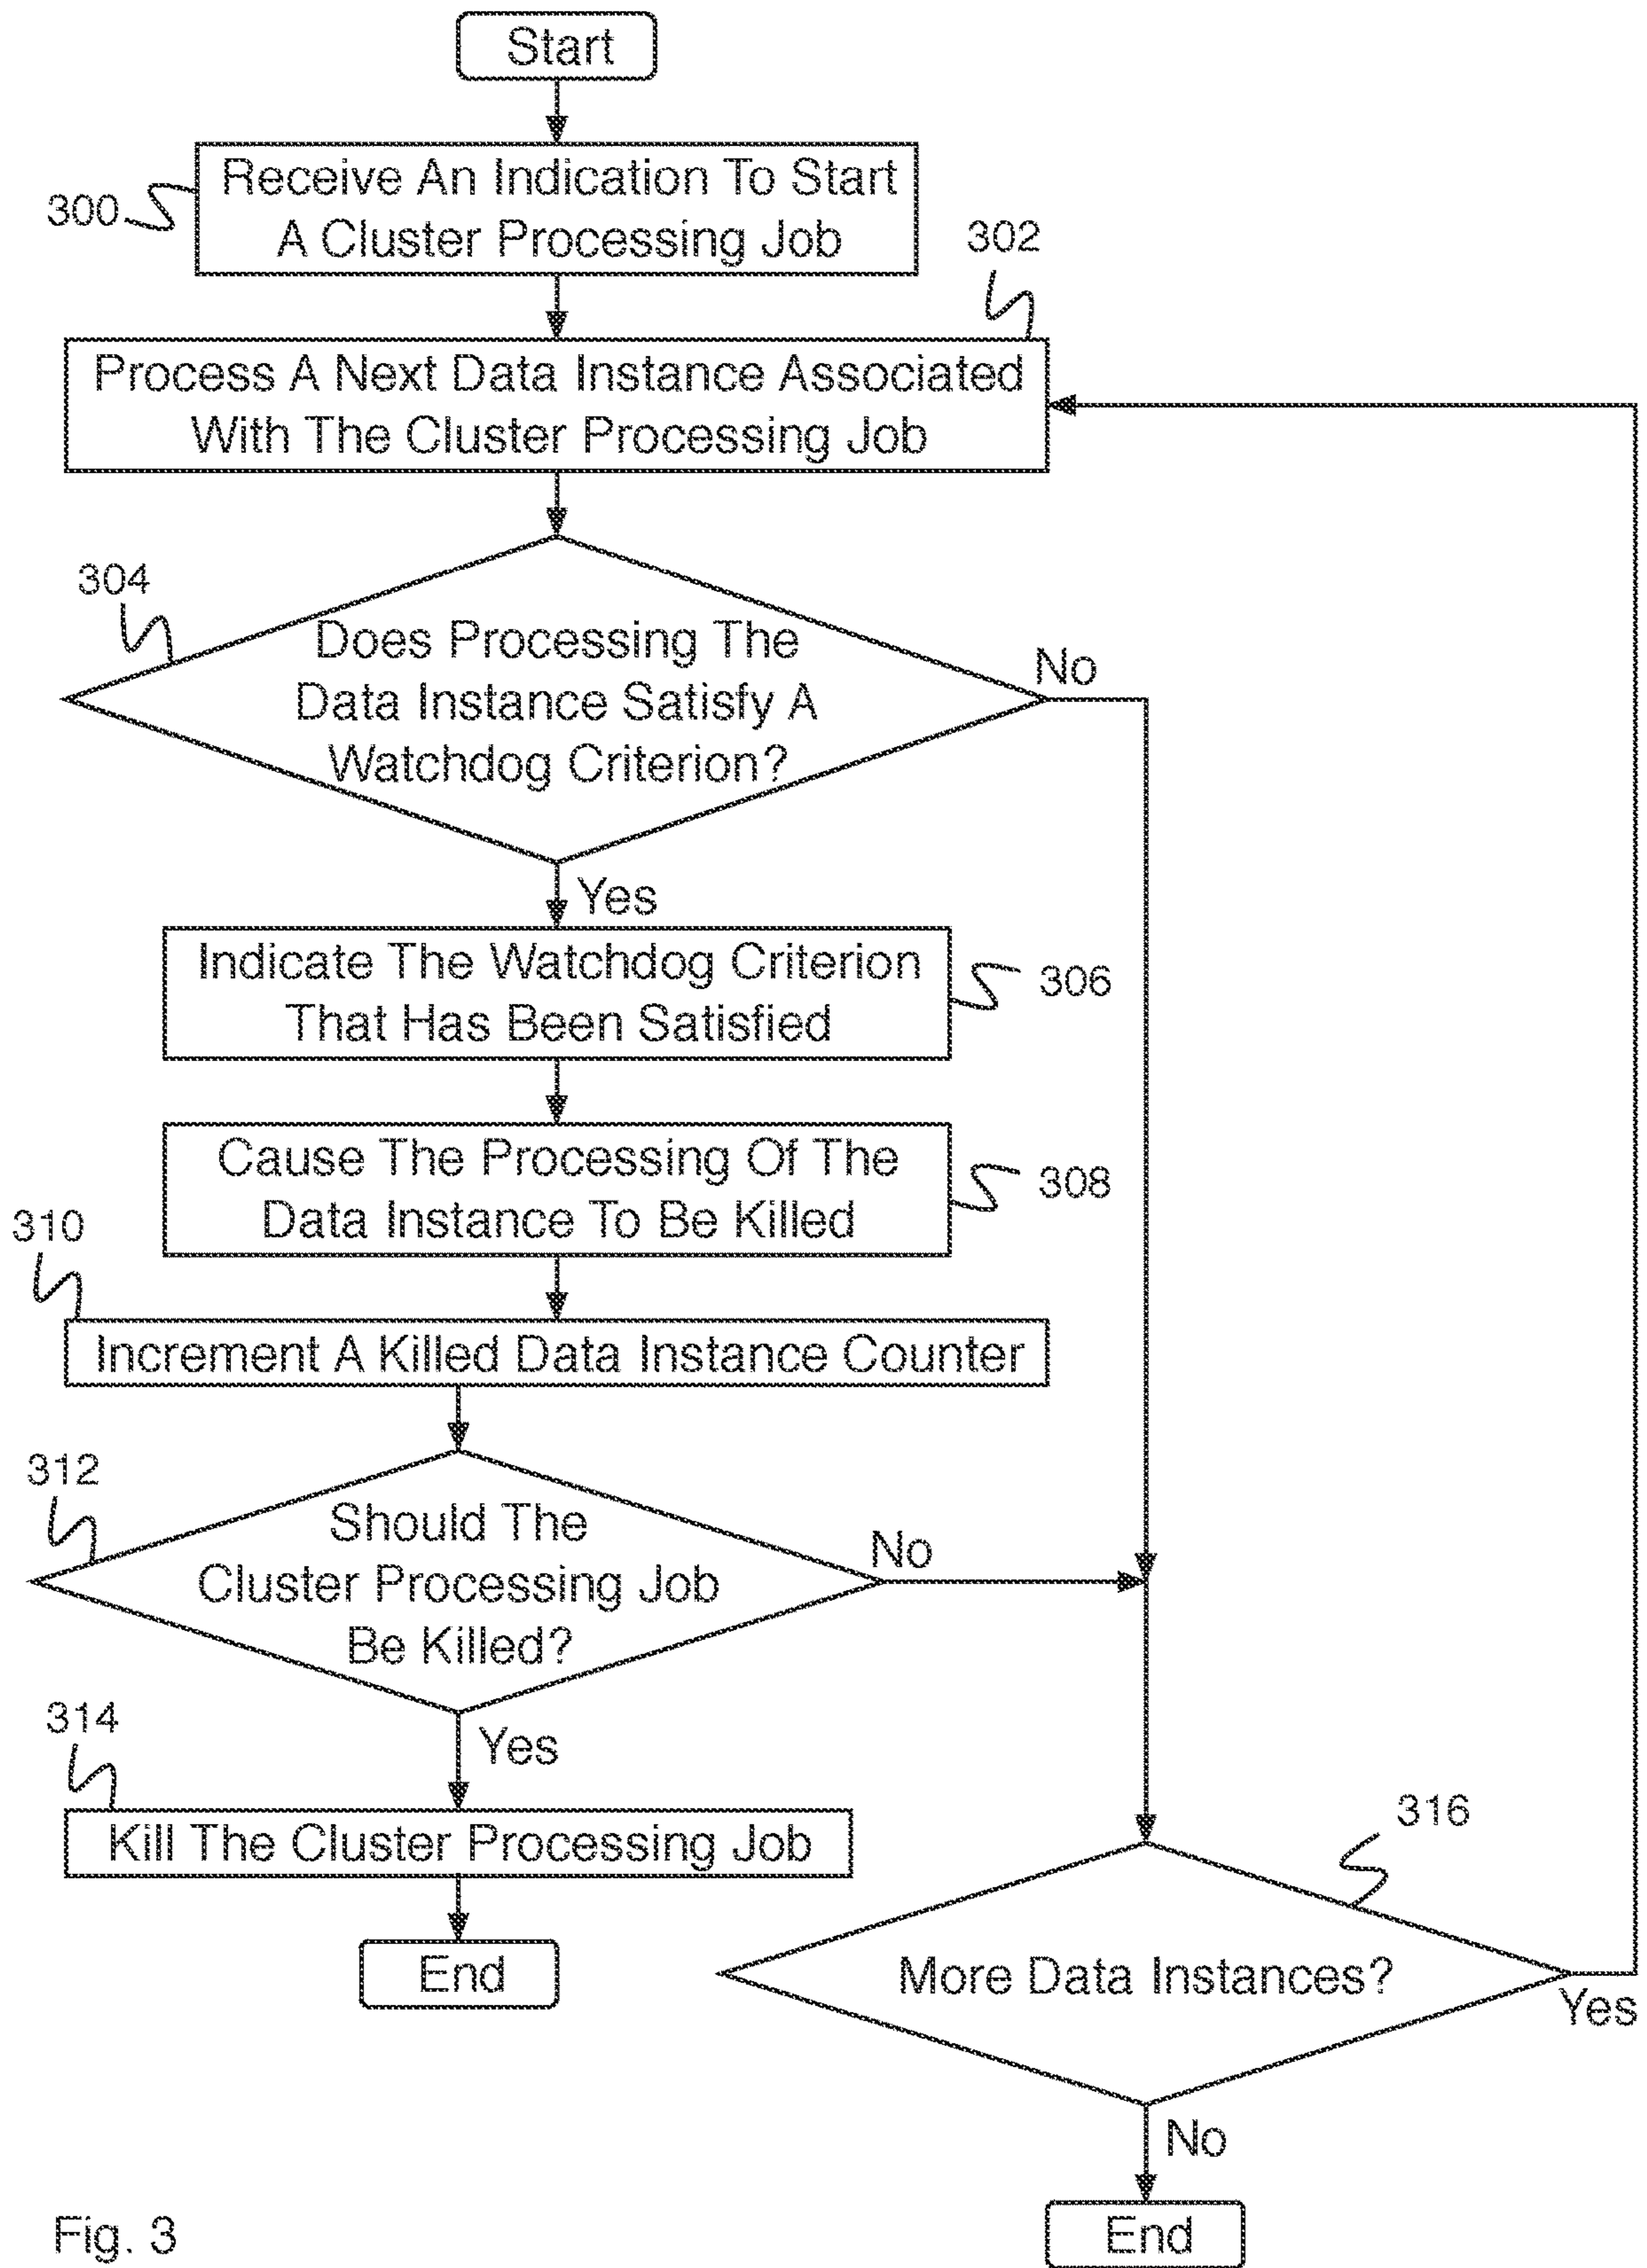 Start
300
Receive An Indication To Start
A Cluster Processing Job
302
Process A Next Data Instance Associated
With The Cluster Processing Job
304
Does Processing The
Data Instance Satisfy A
Watchdog Criterion?
No
Yes
Indicate The Watchdog Criterion
That Has Been Satisfied
306
Cause The Processing Of The
Data Instance To Be Killed
308
310
Increment A Killed Data Instance Counter
312
Should The
Cluster Processing Job
Be Killed?
No
Yes
314
Kill The Cluster Processing Job
End
316
More Data Instances?
Yes
No
End
Fig. 3